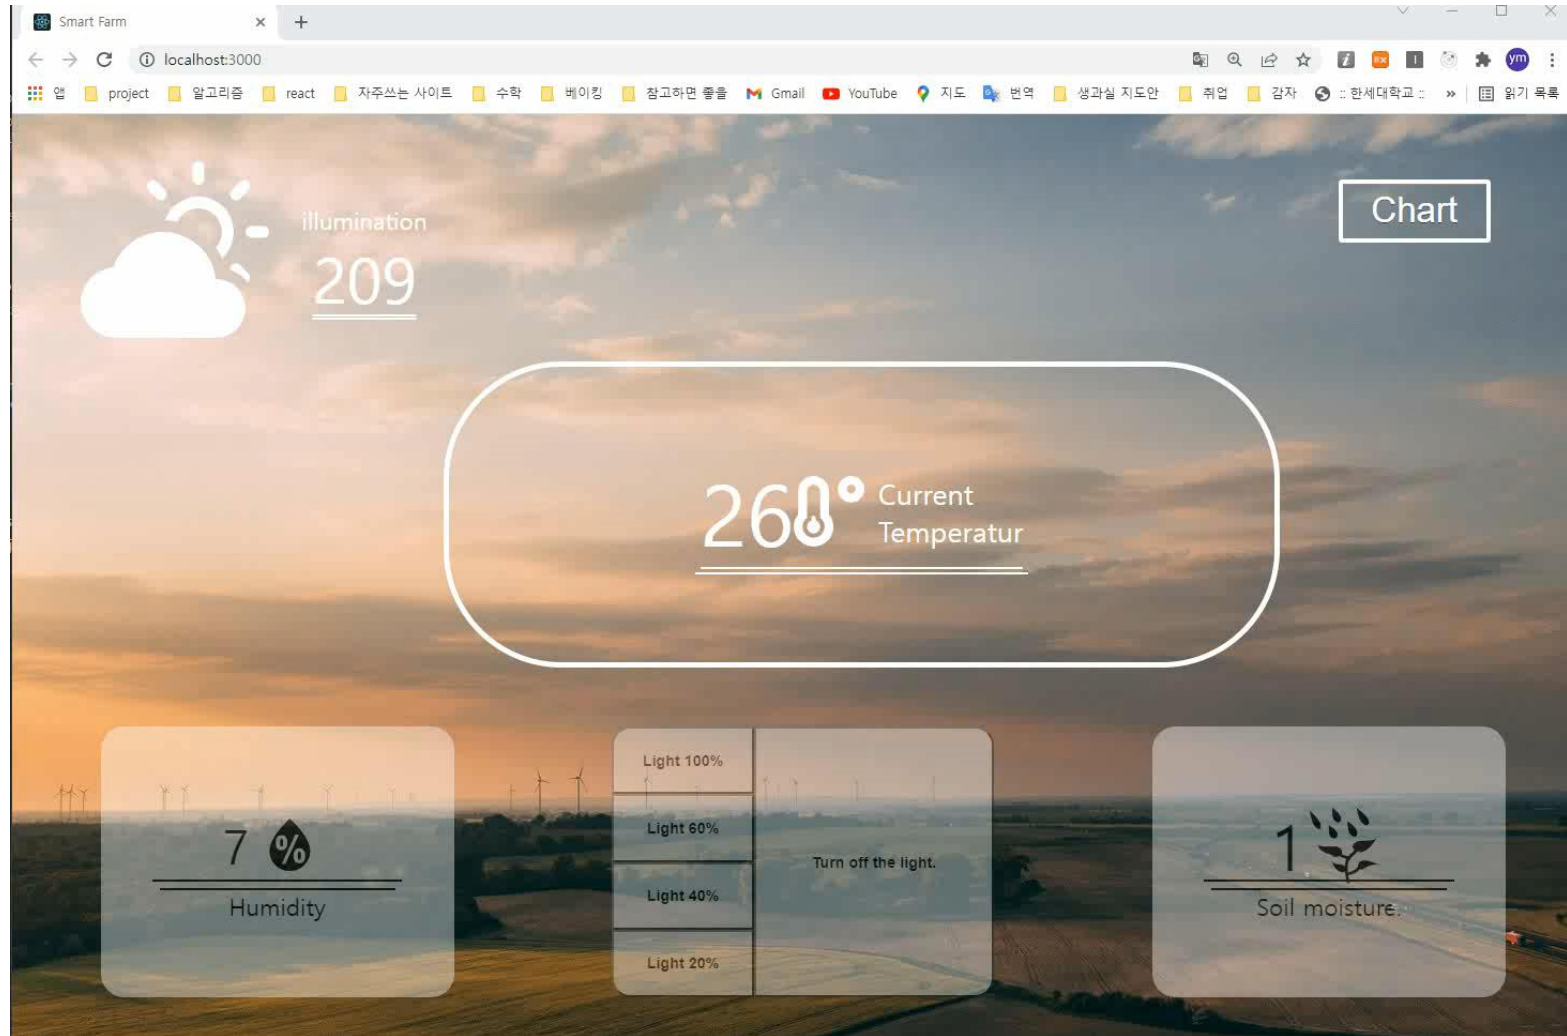 Smart Farm
localhost:3000
ym
앱 project 알고리즘 react 자주쓰는 사이트 수학 베이킹 참고하면 좋을 Gmail YouTube 지도 번역 생과실 지도안 취업 감자 :: 한세대학교 :: » 읽기 목록
illumination
209
Chart
26°
Current
Temperatur
7 %
Humidity
Light 100%
Light 60%
Light 40%
Light 20%
Turn off the light.
1
Soil moisture.